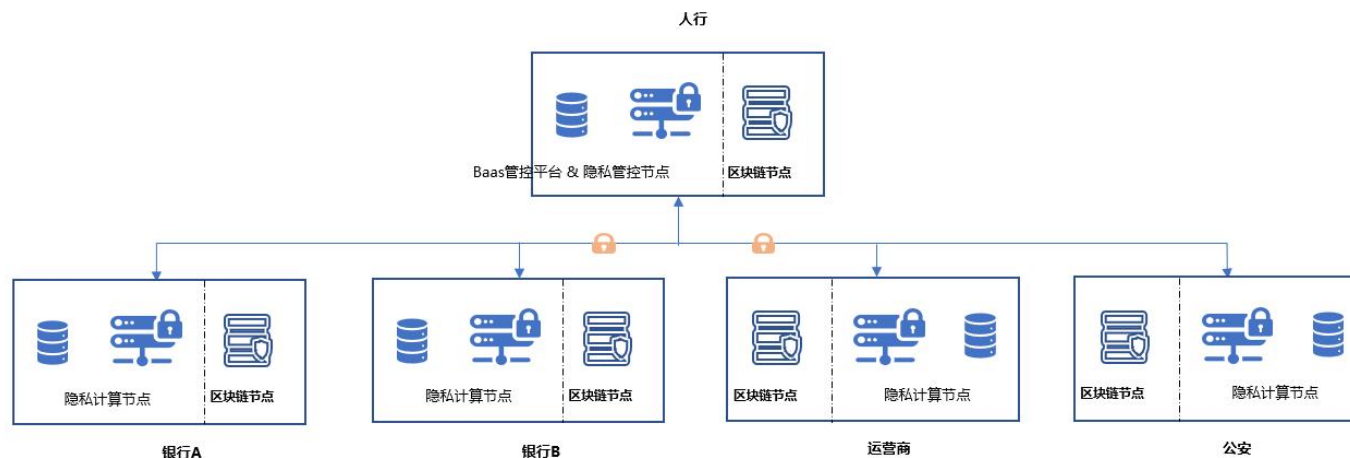 人行
Baas管控平台 & 隐私管控节点
区块链节点
隐私计算节点
区块链节点
隐私计算节点
区块链节点
区块链节点
隐私计算节点
区块链节点
隐私计算节点
银行A
银行B
运营商
公安